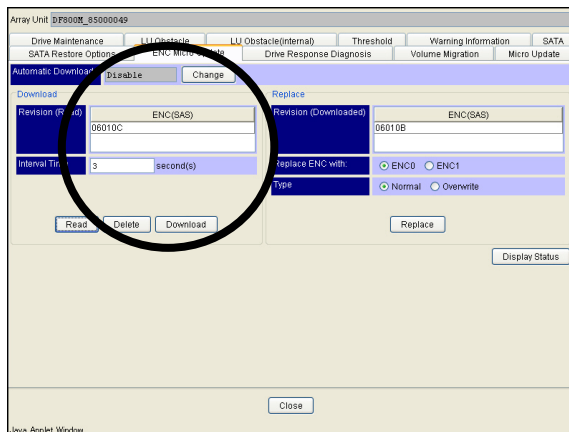 Array Unit DF800M_85000049
Drive Maintenance LU Obstacle LU Obstacle(internal) Threshold Warning Information SATA
SATA Restore Options ENC Micro Update Drive Response Diagnosis Volume Migration Micro Update
Automatic Download Disable Change
Download
Revision (Read) ENC(SAS)
06010C
Interval Time 3 second(s)
Read Delete Download
Replace
Revision (Downloaded) ENC(SAS)
06010B
Replace ENC with: ENC0 ENC1
Type Normal Overwrite
Replace
Display Status
Close
Java Applet Window